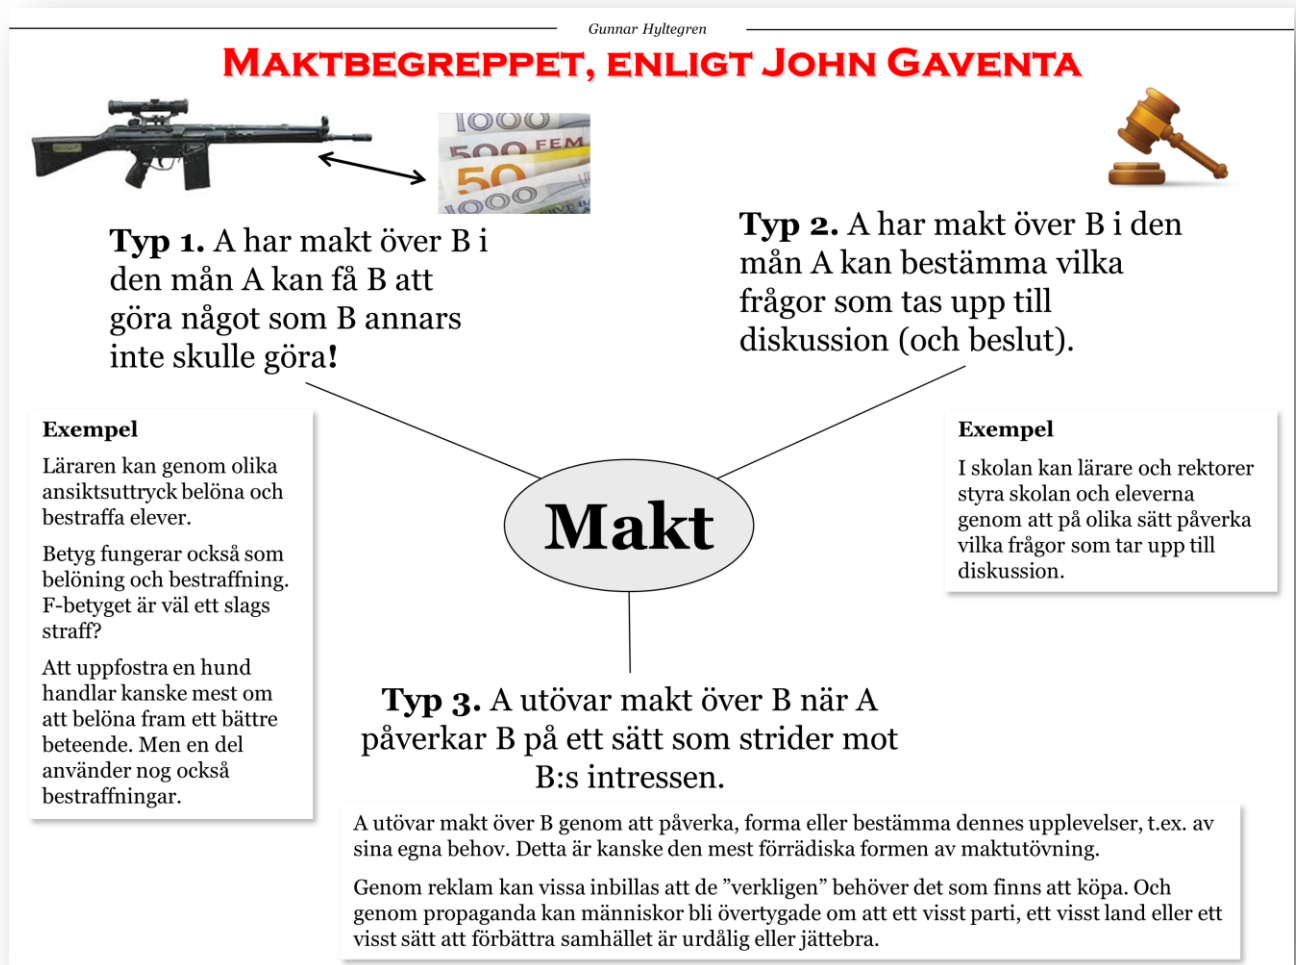 Gunnar Hyltegren
MAKTBEGREPPET, ENLIGT JOHN GAVENTA
1000
500 FEM
50
1000
Typ 1. A har makt över B i
den mån A kan få B att
göra något som B annars
inte skulle göra!
Typ 2. A har makt över B i den
mån A kan bestämma vilka
frågor som tas upp till
diskussion (och beslut).
Exempel
Läraren kan genom olika
ansiktsuttryck belöna och
bestraffa elever.
Betyg fungerar också som
belöning och bestraffning.
F-betyget är väl ett slags
straff?
Att uppfostra en hund
handlar kanske mest om
att belöna fram ett bättre
beteende. Men en del
använder nog också
bestraffningar.
Makt
Exempel
I skolan kan lärare och rektorer
styra skolan och eleverna
genom att på olika sätt påverka
vilka frågor som tar upp till
diskussion.
Typ 3. A utövar makt över B när A
påverkar B på ett sätt som strider mot
B:s intressen.
A utövar makt över B genom att påverka, forma eller bestämma dennes upplevelser, t.ex. av
sina egna behov. Detta är kanske den mest förrädiska formen av maktutövning.
Genom reklam kan vissa inbillas att de ”verkligen” behöver det som finns att köpa. Och
genom propaganda kan människor bli övertygade om att ett visst parti, ett visst land eller ett
visst sätt att förbättra samhället är urdålig eller jättebra.